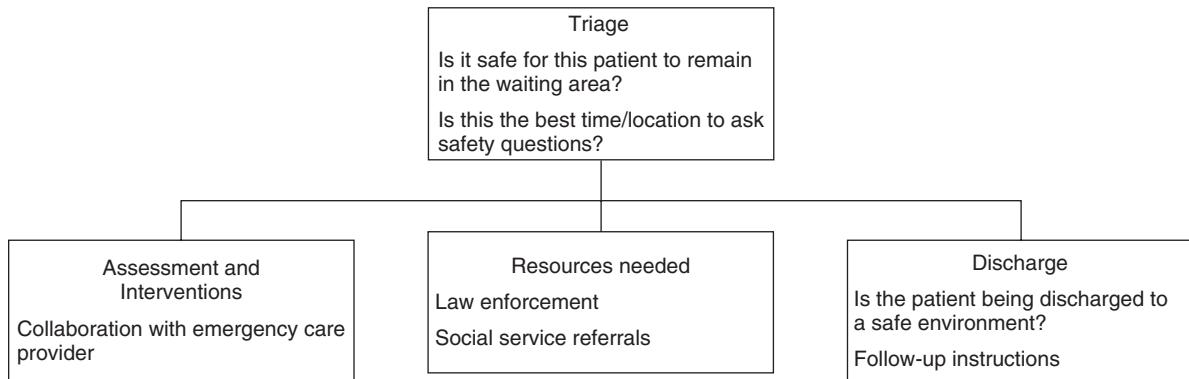 Triage
Is it safe for this patient to remain
in the waiting area?
Is this the best time/location to ask
safety questions?
Assessment and
Interventions
Collaboration with emergency care
provider
Resources needed
Law enforcement
Social service referrals
Discharge
Is the patient being discharged to
a safe environment?
Follow-up instructions